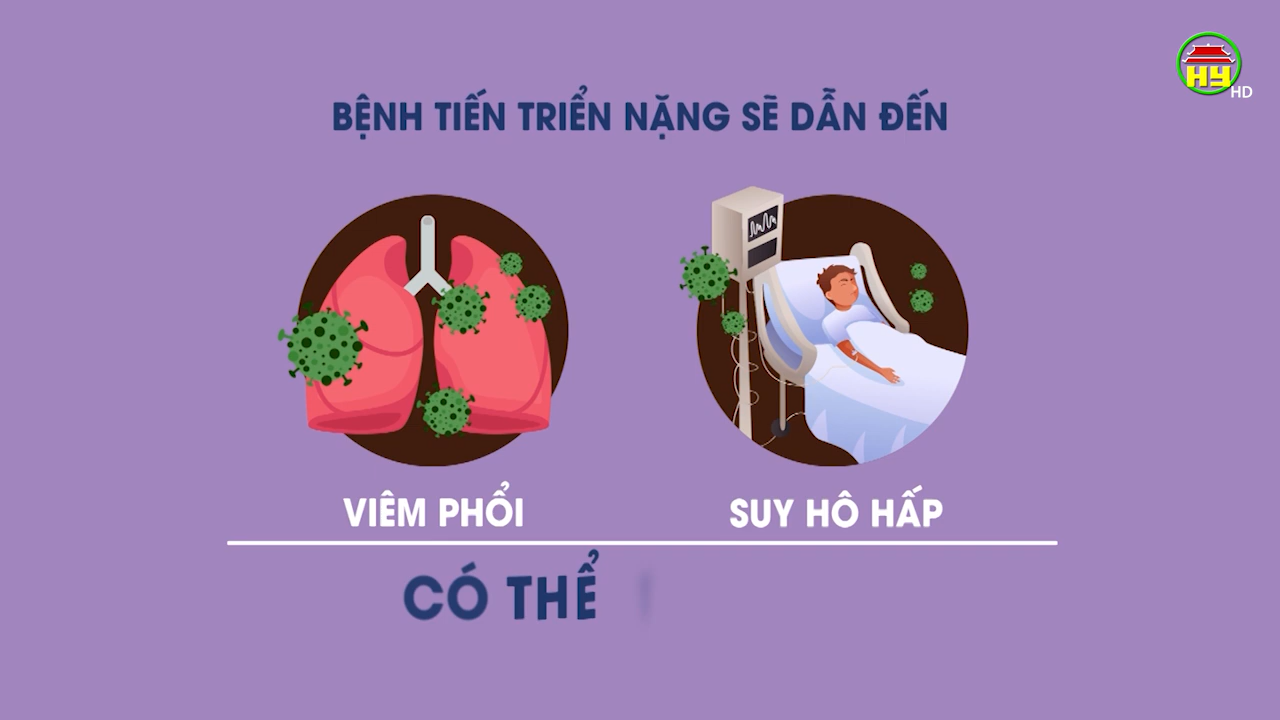 HY
HD
BỆNH TIẾN TRIỂN NẶNG SẼ DẪN ĐẾN
VIÊM PHỔI
SUY HÔ HẤP
CÓ THỂ